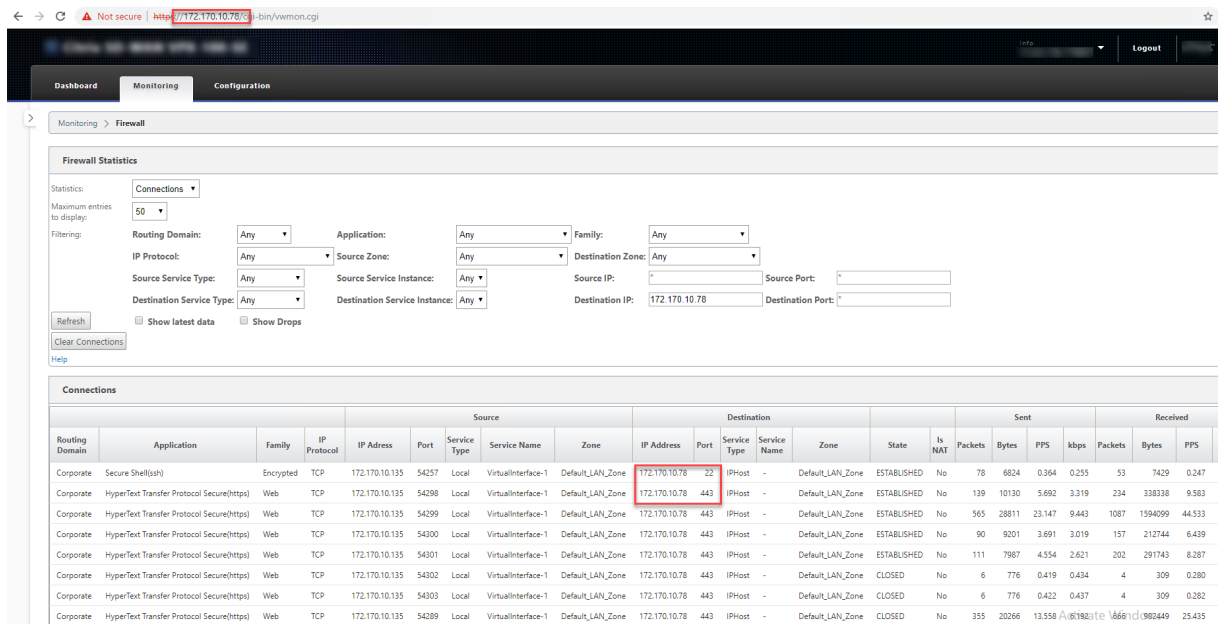 Not secure | https://172.170.10.78/cgi-bin/vwmon.cgi
Info
Logout
Dashboard Monitoring Configuration
Monitoring > Firewall
Firewall Statistics
Statistics: Connections
Maximum entries to display: 50
Filtering: Routing Domain: Any Application: Any Family: Any
IP Protocol: Any Source Zone: Any Destination Zone: Any
Source Service Type: Any Source Service Instance: Any Source IP: * Source Port: *
Destination Service Type: Any Destination Service Instance: Any Destination IP: 172.170.10.78 Destination Port: *
Refresh Show latest data Show Drops
Clear Connections
Help
Connections
Source Destination Sent Received
Routing Domain Application Family IP Protocol IP Adress Port Service Type Service Name Zone IP Address Port Service Type Service Name Zone State Is NAT Packets Bytes PPS kbps Packets Bytes PPS
Corporate Secure Shell(ssh) Encrypted TCP 172.170.10.135 54257 Local VirtualInterface-1 Default_LAN_Zone 172.170.10.78 22 IPHost - Default_LAN_Zone ESTABLISHED No 78 6824 0.364 0.255 53 7429 0.247
Corporate HyperText Transfer Protocol Secure(https) Web TCP 172.170.10.135 54298 Local VirtualInterface-1 Default_LAN_Zone 172.170.10.78 443 IPHost - Default_LAN_Zone ESTABLISHED No 139 10130 5.692 3.319 234 338338 9.583
Corporate HyperText Transfer Protocol Secure(https) Web TCP 172.170.10.135 54299 Local VirtualInterface-1 Default_LAN_Zone 172.170.10.78 443 IPHost - Default_LAN_Zone ESTABLISHED No 565 28811 23.147 9.443 1087 1594099 44.533
Corporate HyperText Transfer Protocol Secure(https) Web TCP 172.170.10.135 54300 Local VirtualInterface-1 Default_LAN_Zone 172.170.10.78 443 IPHost - Default_LAN_Zone ESTABLISHED No 90 9201 3.691 3.019 157 212744 6.439
Corporate HyperText Transfer Protocol Secure(https) Web TCP 172.170.10.135 54301 Local VirtualInterface-1 Default_LAN_Zone 172.170.10.78 443 IPHost - Default_LAN_Zone ESTABLISHED No 111 7987 4.554 2.621 202 291743 8.287
Corporate HyperText Transfer Protocol Secure(https) Web TCP 172.170.10.135 54302 Local VirtualInterface-1 Default_LAN_Zone 172.170.10.78 443 IPHost - Default_LAN_Zone CLOSED No 6 776 0.419 0.434 4 309 0.280
Corporate HyperText Transfer Protocol Secure(https) Web TCP 172.170.10.135 54303 Local VirtualInterface-1 Default_LAN_Zone 172.170.10.78 443 IPHost - Default_LAN_Zone CLOSED No 6 776 0.422 0.437 4 309 0.282
Corporate HyperText Transfer Protocol Secure(https) Web TCP 172.170.10.135 54289 Local VirtualInterface-1 Default_LAN_Zone 172.170.10.78 443 IPHost - Default_LAN_Zone CLOSED No 355 20266 13.558 25.435
Activate Windows